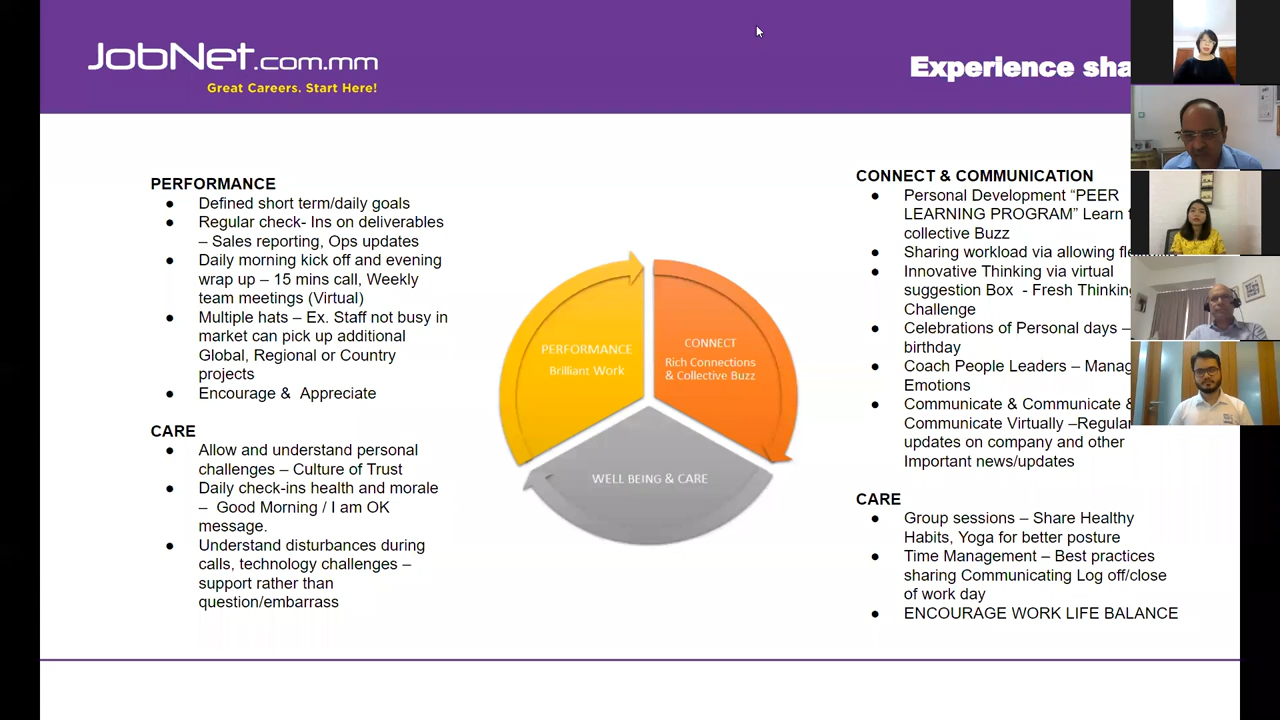 JobNet.com.mm
Great Careers. Start Here!
Experience sha
PERFORMANCE
● Defined short term/daily goals
● Regular check- Ins on deliverables
– Sales reporting, Ops updates
● Daily morning kick off and evening
wrap up – 15 mins call, Weekly
team meetings (Virtual)
● Multiple hats – Ex. Staff not busy in
market can pick up additional
Global, Regional or Country
projects
● Encourage & Appreciate
CARE
● Allow and understand personal
challenges – Culture of Trust
● Daily check-ins health and morale
– Good Morning / I am OK
message.
● Understand disturbances during
calls, technology challenges –
support rather than
question/embarrass
PERFORMANCE
Brilliant Work
CONNECT
Rich Connections
& Collective Buzz
WELL BEING & CARE
CONNECT & COMMUNICATION
● Personal Development “PEER
LEARNING PROGRAM” Learn
collective Buzz
● Sharing workload via allowing
● Innovative Thinking via virtual
suggestion Box - Fresh Thinking
Challenge
● Celebrations of Personal days –
birthday
● Coach People Leaders – Manag
Emotions
● Communicate & Communicate &
Communicate Virtually –Regular
updates on company and other
Important news/updates
CARE
● Group sessions – Share Healthy
Habits, Yoga for better posture
● Time Management – Best practices
sharing Communicating Log off/close
of work day
● ENCOURAGE WORK LIFE BALANCE